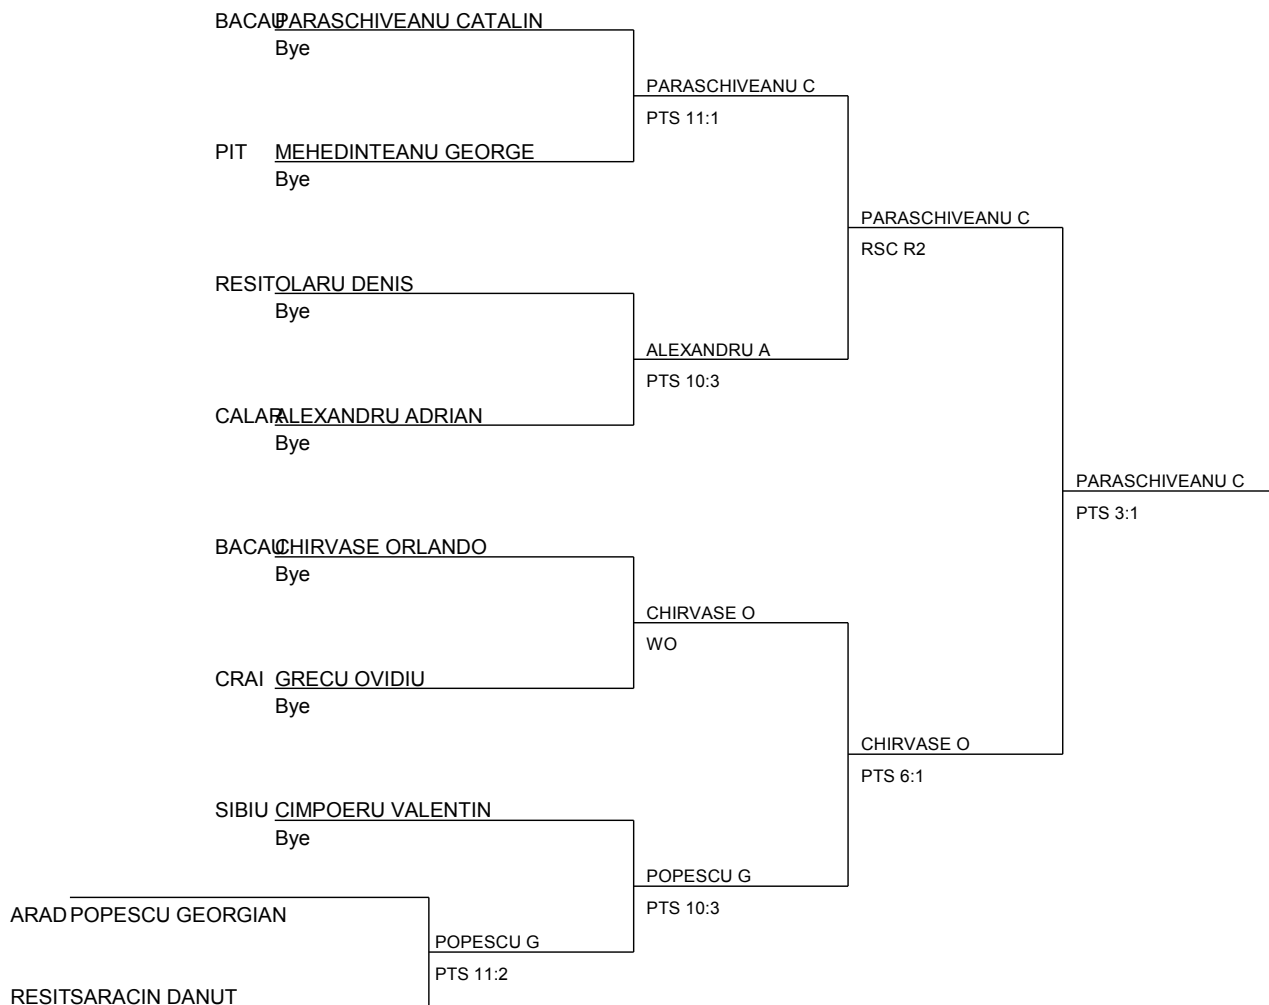 BACAU PARASCHIVEANU CATALIN
Bye
PARASCHIVEANU C
PTS 11:1
PIT MEHEDINTEANU GEORGE
Bye
PARASCHIVEANU C
RSC R2
RESIT OLARU DENIS
Bye
ALEXANDRU A
PTS 10:3
CALAR ALEXANDRU ADRIAN
Bye
PARASCHIVEANU C
PTS 3:1
BACAU CHIRVASE ORLANDO
Bye
CHIRVASE O
WO
CRAI GRECU OVIDIU
Bye
CHIRVASE O
PTS 6:1
SIBIU CIMPOERU VALENTIN
Bye
POPESCU G
PTS 10:3
ARAD POPESCU GEORGIAN
POPESCU G
PTS 11:2
RESIT SARACIN DANUT